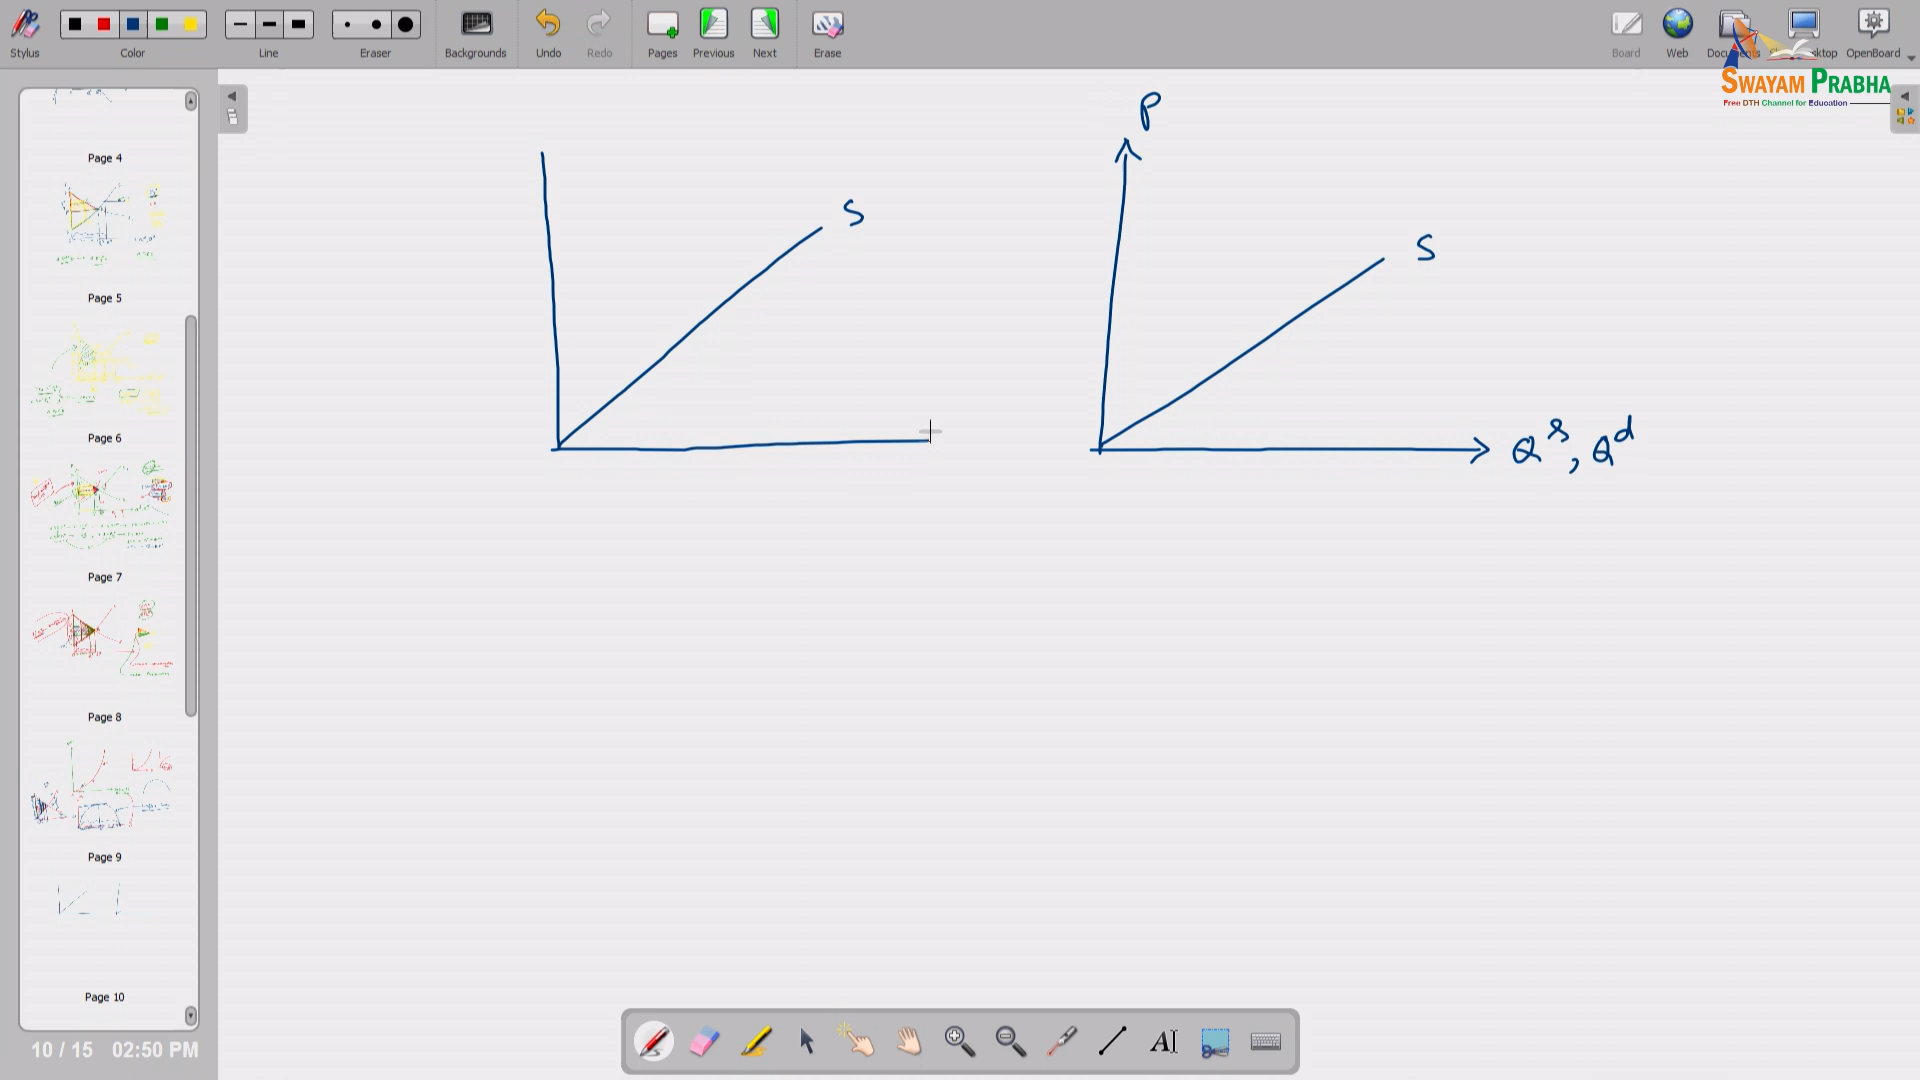 Stylus
Color
Line
Eraser
Backgrounds
Undo
Redo
Pages
Previous
Next
Erase
Board
Web
OpenBoard
SWAYAM PRABHA
Free DTH Channel for Education
Page 4
Page 5
Page 6
Page 7
Page 8
Page 9
Page 10
10 / 15 02:50 PM
S
P
S
Q^s, Q^d
AI